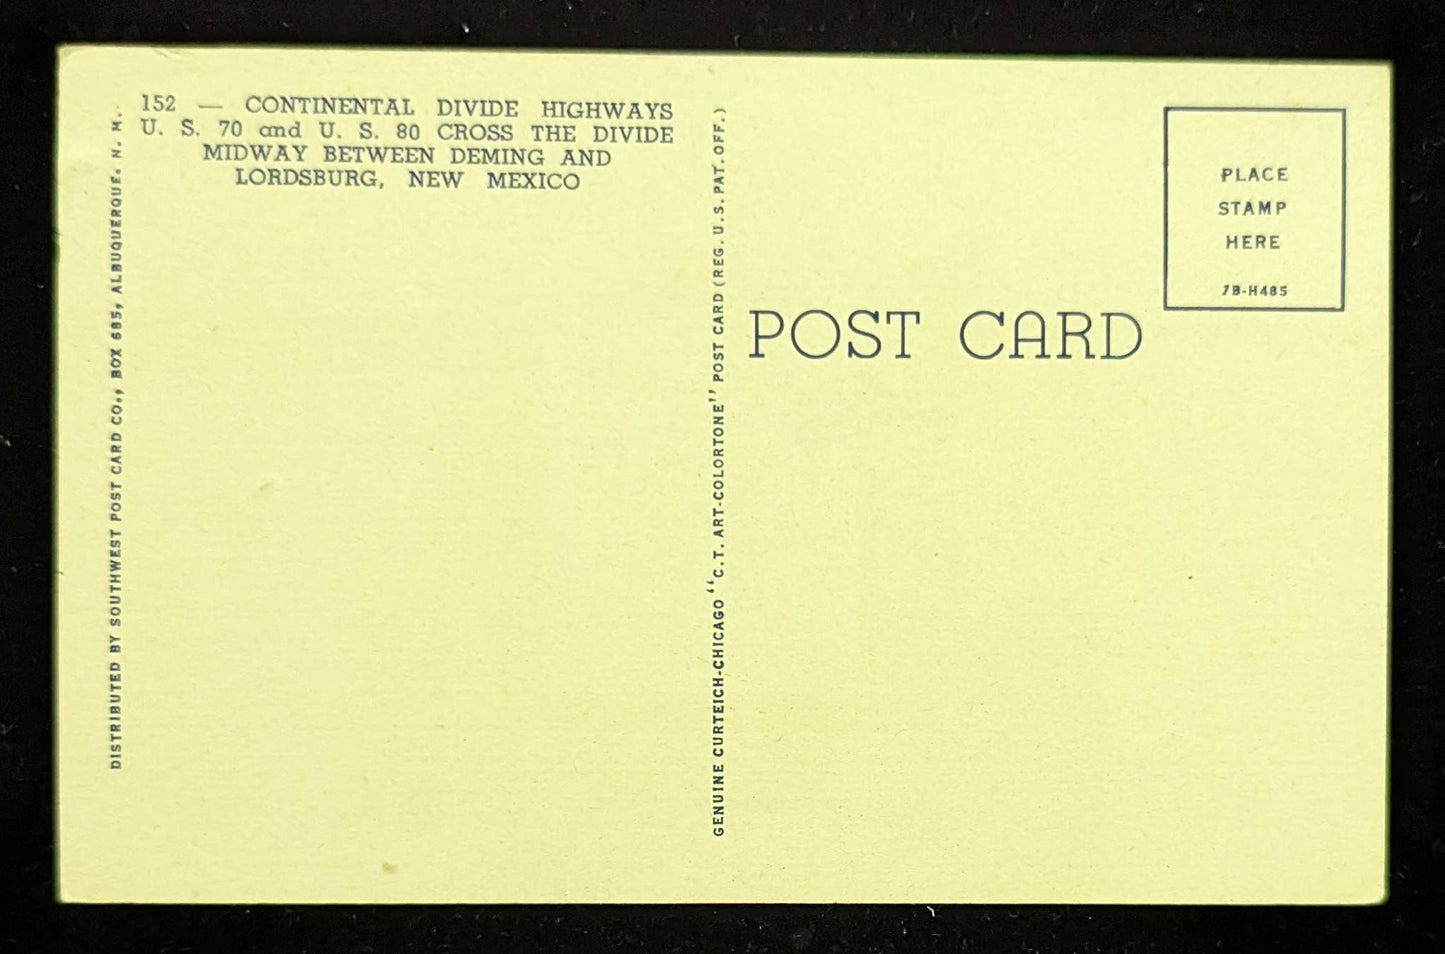 152 — CONTINENTAL DIVIDE HIGHWAYS
U. S. 70 and U. S. 80 CROSS THE DIVIDE
MIDWAY BETWEEN DEMING AND
LORDSBURG, NEW MEXICO
DISTRIBUTED BY SOUTHWEST POST CARD CO., BOX 685, ALBUQUERQUE. N. M.
GENUINE CURTEICH-CHICAGO "C.T. ART-COLORTONE" POST CARD (REG. U.S. PAT. OFF.)
POST CARD
PLACE
STAMP
HERE
7B-H485